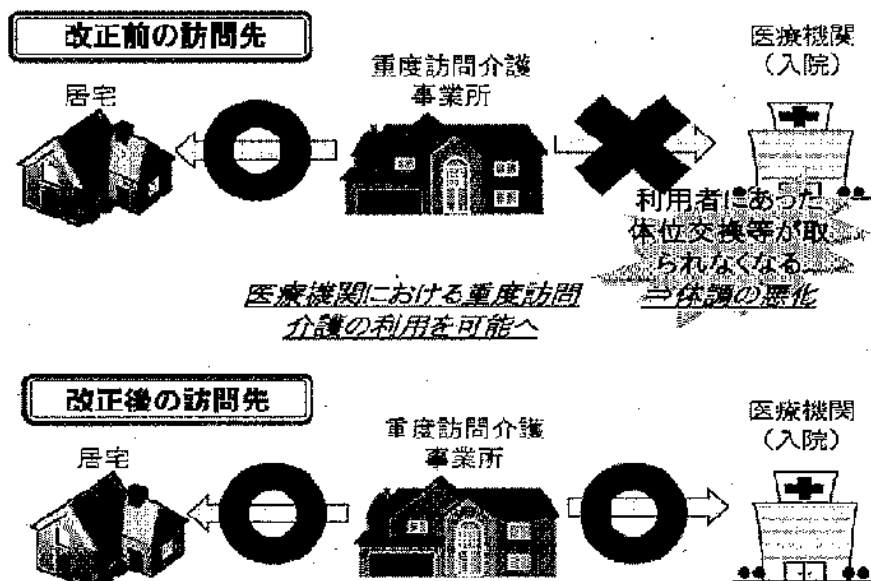 改正前の訪問先
居宅
重度訪問介護
事業所
医療機関
（入院）
利用者にあった
体位交換等が取
られなくなる
⇒体調の悪化
医療機関における重度訪問
介護の利用を可能へ
改正後の訪問先
居宅
重度訪問介護
事業所
医療機関
（入院）